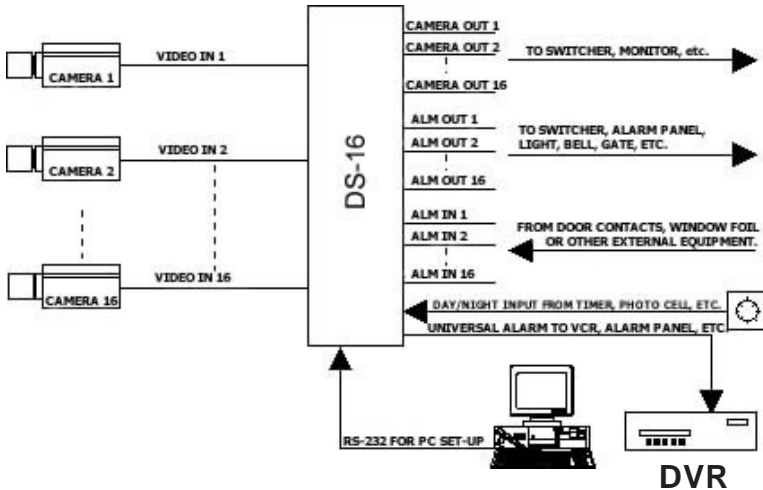 CAMERA 1
VIDEO IN 1
CAMERA 2
VIDEO IN 2
CAMERA 16
VIDEO IN 16
DS-16
CAMERA OUT 1
CAMERA OUT 2
CAMERA OUT 16
TO SWITCHER, MONITOR, etc.
ALM OUT 1
ALM OUT 2
ALM OUT 16
TO SWITCHER, ALARM PANEL,
LIGHT, BELL, GATE, ETC.
ALM IN 1
ALM IN 2
ALM IN 16
FROM DOOR CONTACTS, WINDOW FOIL
OR OTHER EXTERNAL EQUIPMENT.
DAY/NIGHT INPUT FROM TIMER, PHOTO CELL, ETC.
UNIVERSAL ALARM TO VCR, ALARM PANEL, ETC.
RS-232 FOR PC SET-UP
DVR